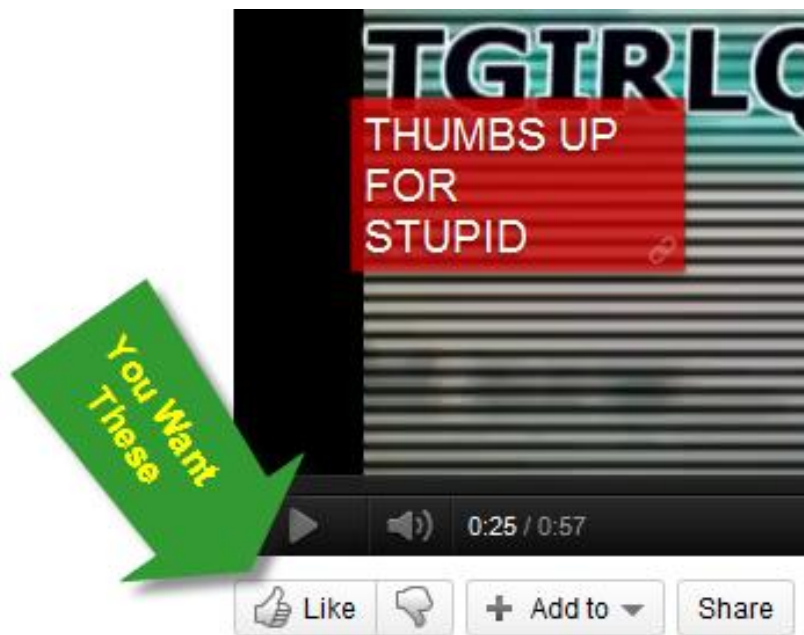 TGIRLQ
THUMBS UP
FOR
STUPID
You Want
These
0:25 / 0:57
Like
Add to
Share